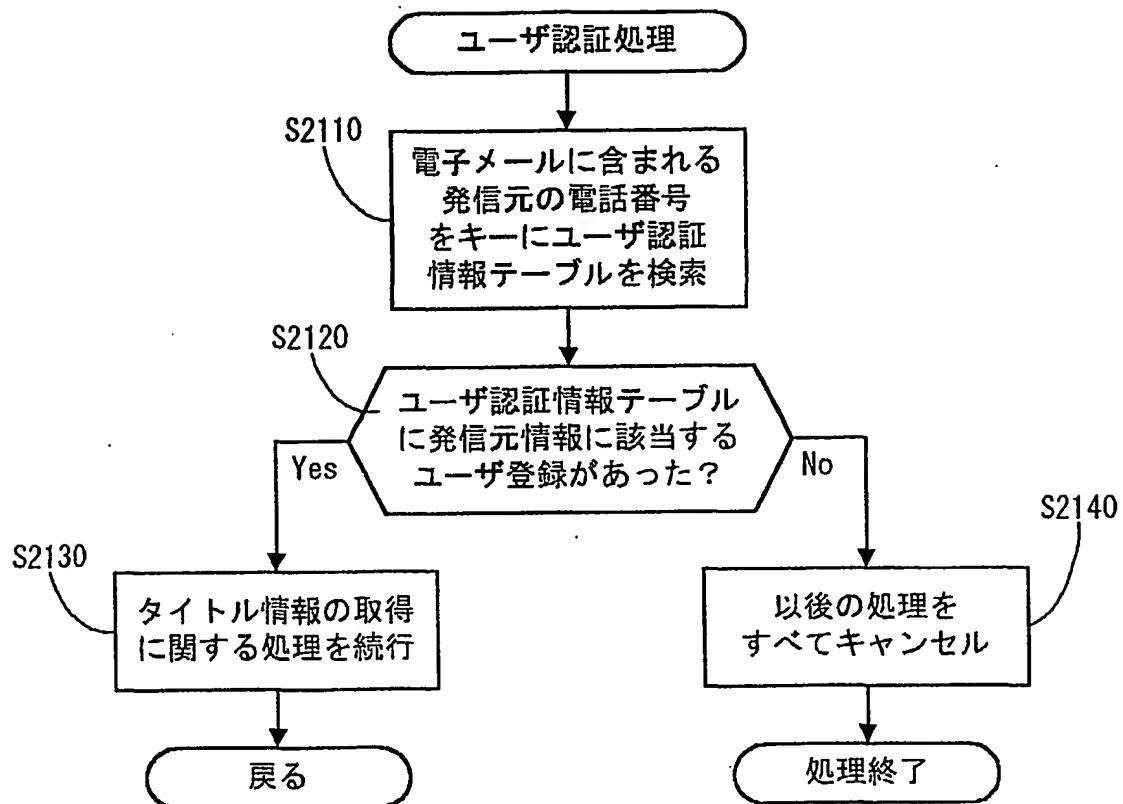 ユーザ認証処理
S2110
電子メールに含まれる
発信元の電話番号
をキーにユーザ認証
情報テーブルを検索
S2120
ユーザ認証情報テーブル
に発信元情報に該当する
ユーザ登録があった？
Yes
No
S2130
タイトル情報の取得
に関する処理を続行
S2140
以後の処理を
すべてキャンセル
戻る
処理終了